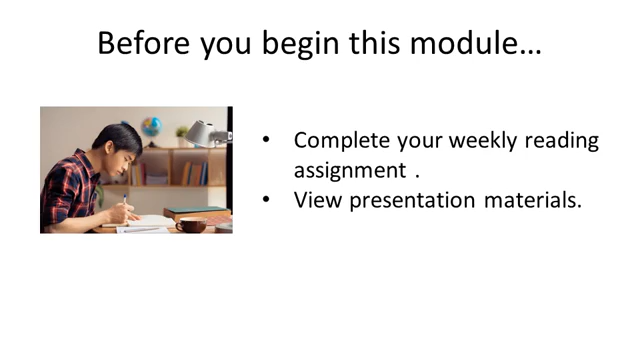 Before you begin this module…
• Complete your weekly reading
assignment .
• View presentation materials.